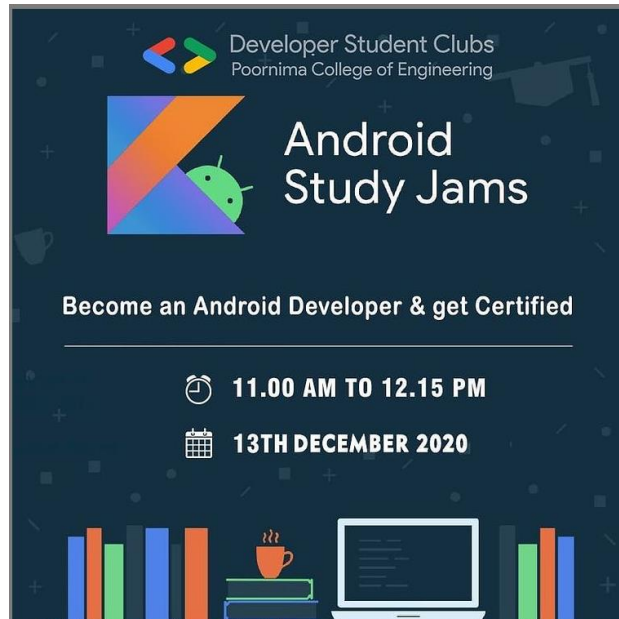 Developer Student Clubs
Poornima College of Engineering
Android
Study Jams
Become an Android Developer & get Certified
11.00 AM TO 12.15 PM
13TH DECEMBER 2020